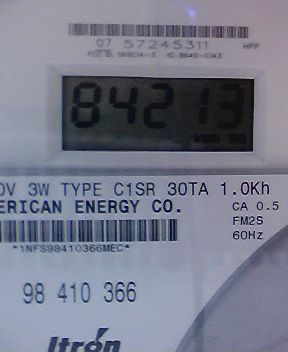 07 57245311 HPF
84213
0V 3W TYPE C1SR 30TA 1.0Kh
ERICAN ENERGY CO. CA 0.5
FM2S
60Hz
*1NFS98410366MEC*
98 410 366
Itron